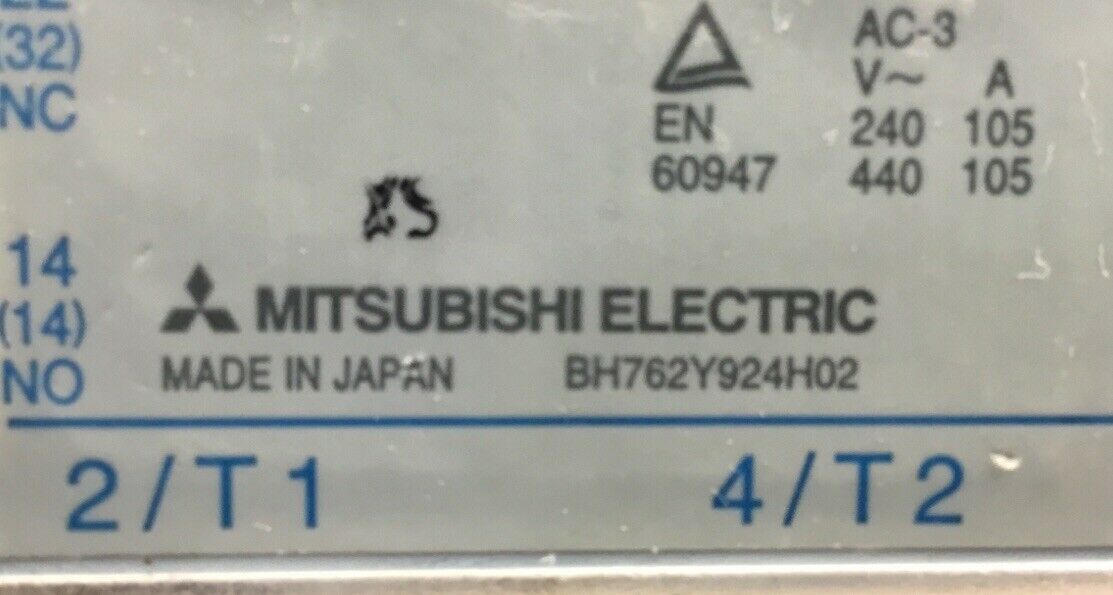 (32)
NC
AC-3
V~ A
EN 240 105
60947 440 105
14
(14)
NO
MITSUBISHI ELECTRIC
MADE IN JAPAN BH762Y924H02
2/T1 4/T2